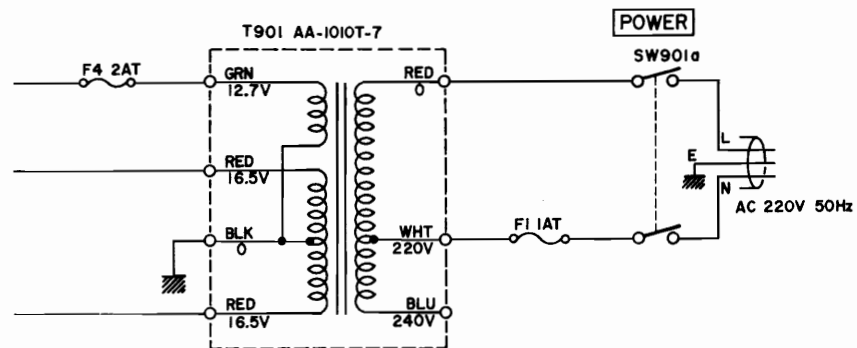 POWER
T901 AA-1010T-7
SW901a
F4 2AT
GRN
12.7V
RED
0
L
E
N
RED
16.5V
AC 220V 50Hz
BLK
0
WHT
220V
F1 1AT
RED
16.5V
BLU
240V